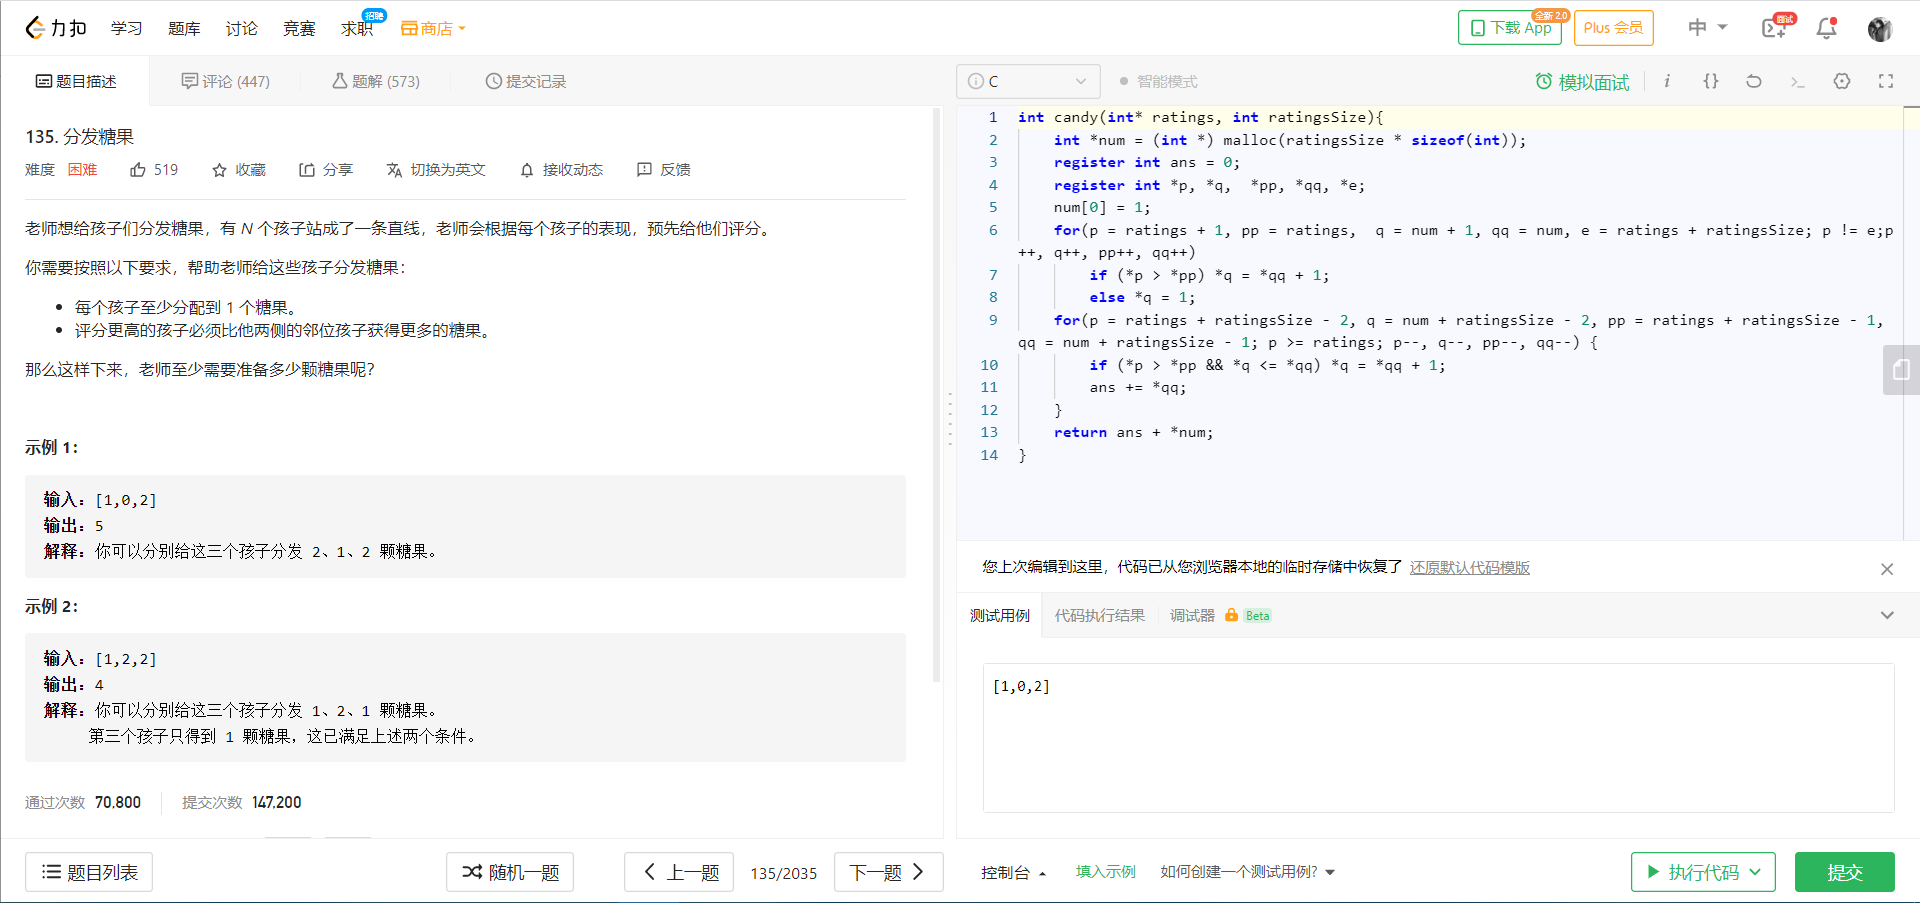 力扣 学习 题库 讨论 竞赛 求职 招聘 商店 下载 App 全新 2.0 Plus 会员 中 面试
题目描述 评论 (447) 题解 (573) 提交记录
135. 分发糖果
难度 困难 519 收藏 分享 切换为英文 接收动态 反馈
老师想给孩子们分发糖果，有 N 个孩子站成了一条直线，老师会根据每个孩子的表现，预先给他们评分。
你需要按照以下要求，帮助老师给这些孩子分发糖果：
• 每个孩子至少分配到 1 个糖果。
• 评分更高的孩子必须比他两侧的邻位孩子获得更多的糖果。
那么这样下来，老师至少需要准备多少颗糖果呢？
示例 1：
输入：[1,0,2]
输出：5
解释：你可以分别给这三个孩子分发 2、1、2 颗糖果。
示例 2：
输入：[1,2,2]
输出：4
解释：你可以分别给这三个孩子分发 1、2、1 颗糖果。
第三个孩子只得到 1 颗糖果，这已满足上述两个条件。
通过次数 70,800 提交次数 147,200
题目列表 随机一题 上一题 135/2035 下一题
C 智能模式 模拟面试 i {}
1 int candy(int* ratings, int ratingsSize){
2 int *num = (int *) malloc(ratingsSize * sizeof(int));
3 register int ans = 0;
4 register int *p, *q,  *pp, *qq, *e;
5 num[0] = 1;
6 for(p = ratings + 1, pp = ratings,  q = num + 1, qq = num, e = ratings + ratingsSize; p != e;p
++, q++, pp++, qq++)
7 if (*p > *pp) *q = *qq + 1;
8 else *q = 1;
9 for(p = ratings + ratingsSize - 2, q = num + ratingsSize - 2, pp = ratings + ratingsSize - 1,
qq = num + ratingsSize - 1; p >= ratings; p--, q--, pp--, qq--) {
10 if (*p > *pp && *q <= *qq) *q = *qq + 1;
11 ans += *qq;
12 }
13 return ans + *num;
14 }
您上次编辑到这里，代码已从您浏览器本地的临时存储中恢复了 还原默认代码模版
测试用例 代码执行结果 调试器 Beta
[1,0,2]
控制台 填入示例 如何创建一个测试用例? 执行代码 提交